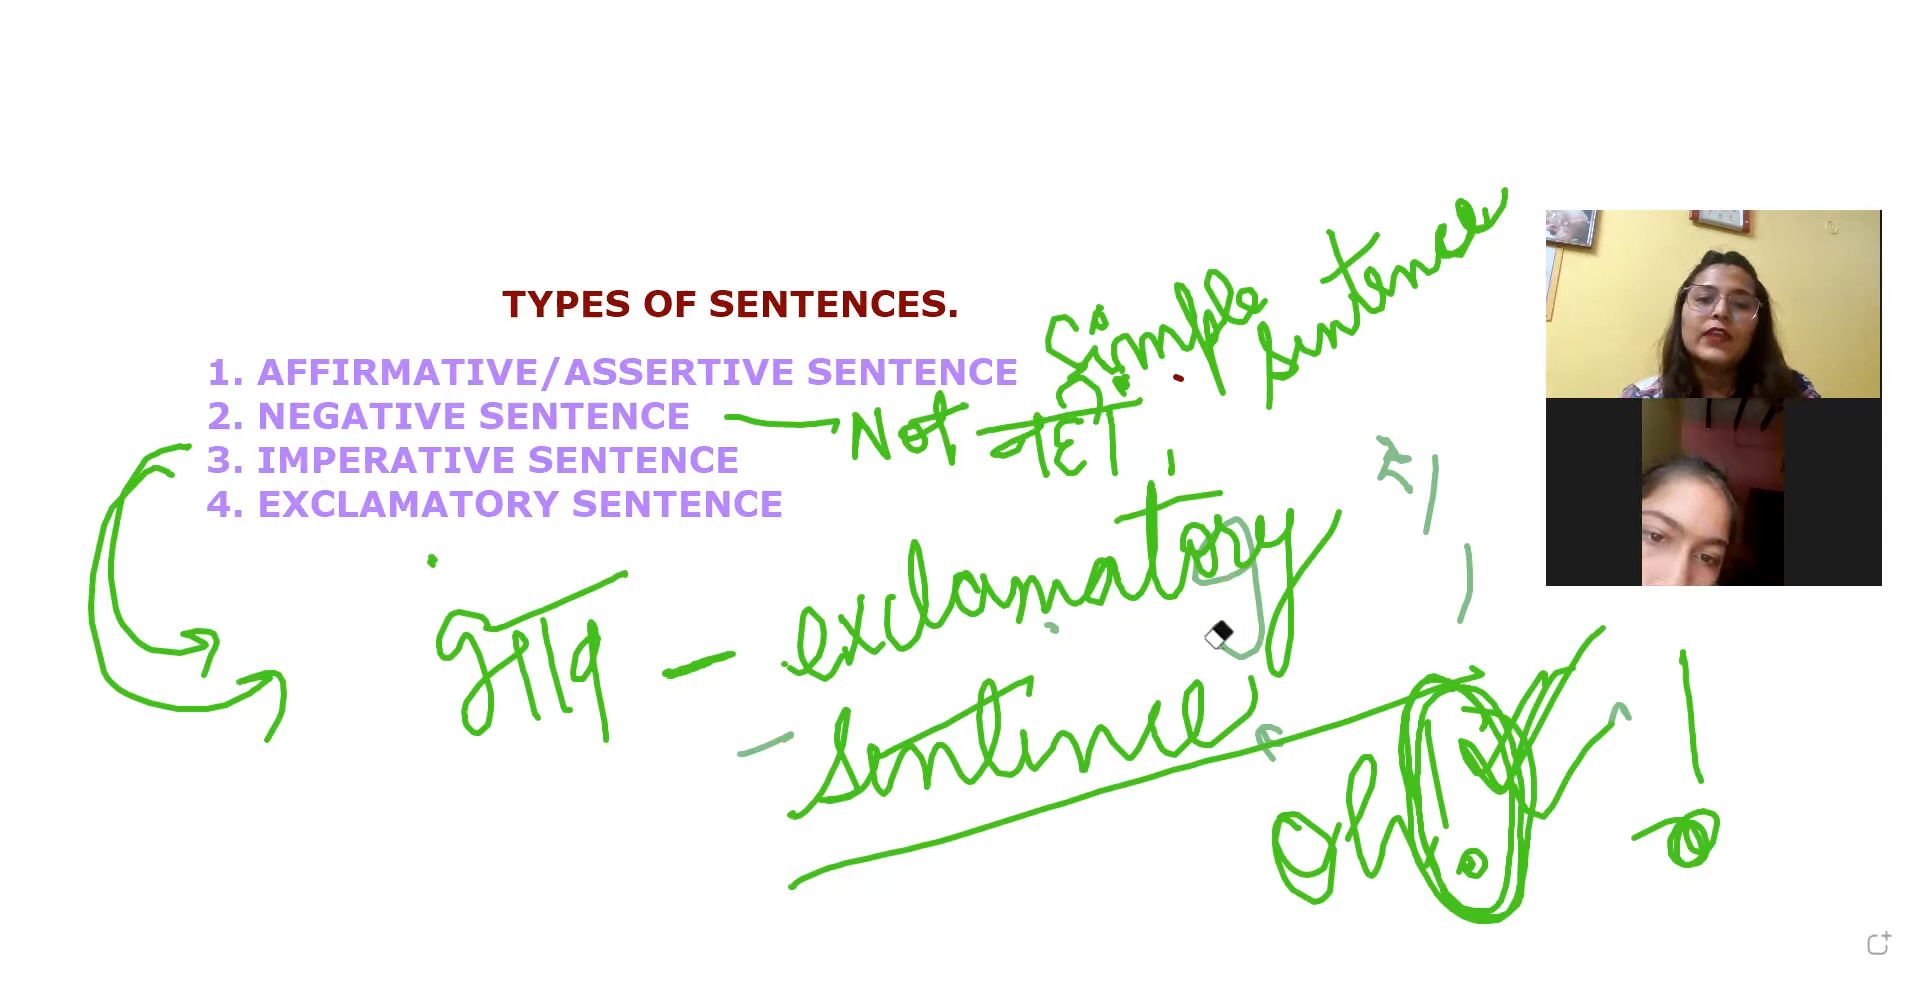 TYPES OF SENTENCES.
1. AFFIRMATIVE/ASSERTIVE SENTENCE
Simple sentence
2. NEGATIVE SENTENCE
Not नहीं
3. IMPERATIVE SENTENCE
4. EXCLAMATORY SENTENCE
भाव – exclamatory
sentence
oh !
!